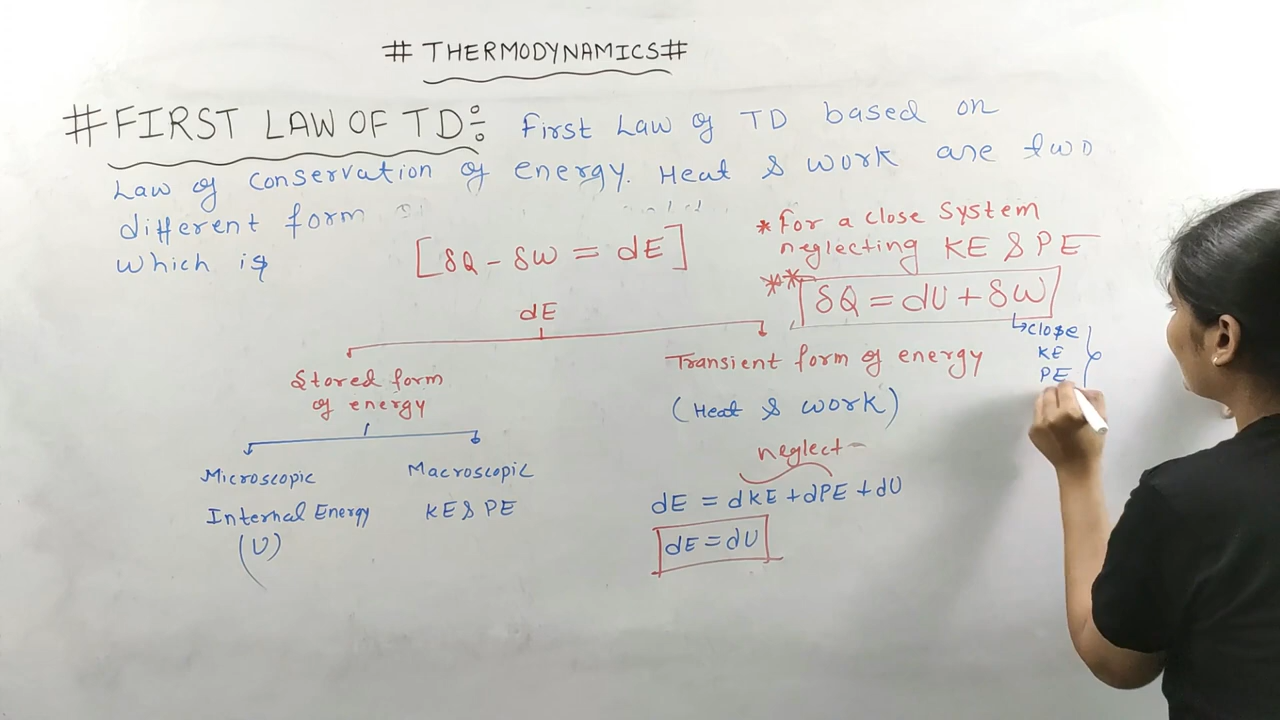 # THERMODYNAMICS#
#FIRST LAW OF TD: First Law of TD based on
Law of Conservation of energy. Heat & work are two
different form
which is
[δQ - δW = dE]
*For a close System
neglecting KE & PE
** δQ = dU + δW
↳close
KE
PE
dE
Stored form
of energy
Transient form of energy
(Heat & work)
Microscopic
Internal Energy
(U)
Macroscopic
KE & PE
neglect
dE = dKE + dPE + dU
dE = dU